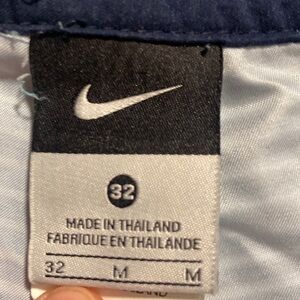 32
MADE IN THAILAND
FABRIQUE EN THAILANDE
32 M M